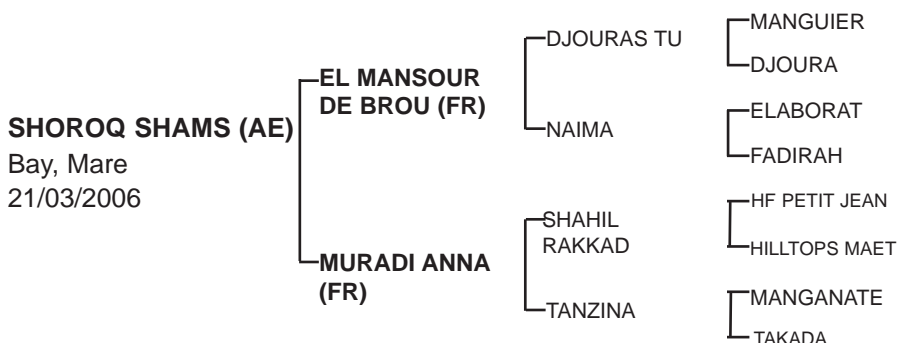 SHOROQ SHAMS (AE)
Bay, Mare
21/03/2006
EL MANSOUR
DE BROU (FR)
MURADI ANNA
(FR)
DJOURAS TU
NAIMA
SHAHIL
RAKKAD
TANZINA
MANGUIER
DJOURA
ELABORAT
FADIRAH
HF PETIT JEAN
HILLTOPS MAET
MANGANATE
TAKADA